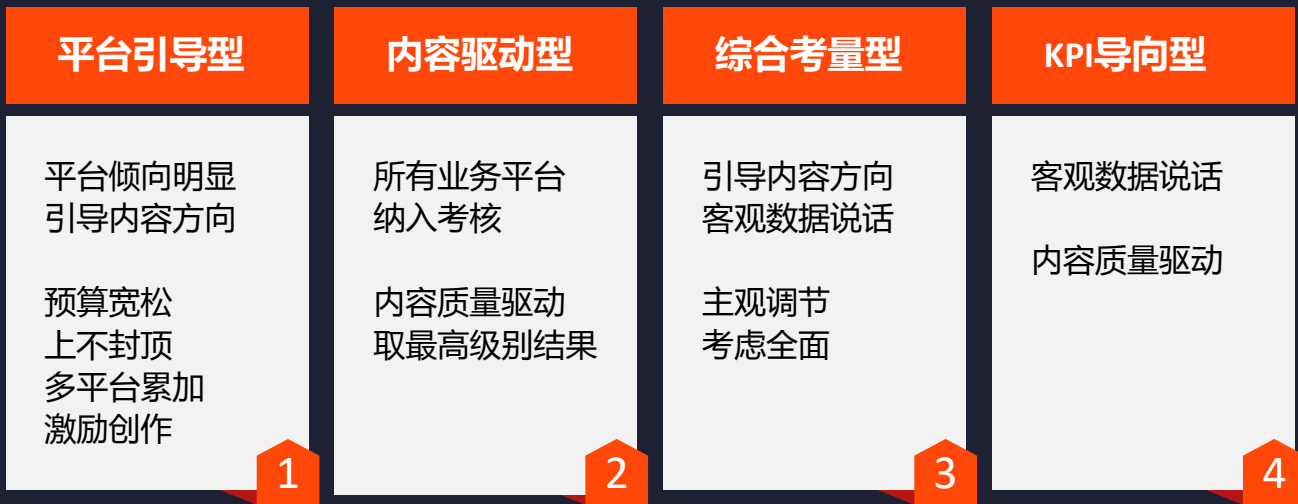 平台引导型
平台倾向明显
引导内容方向
预算宽松
上不封顶
多平台累加
激励创作
1
内容驱动型
所有业务平台
纳入考核
内容质量驱动
取最高级别结果
2
综合考量型
引导内容方向
客观数据说话
主观调节
考虑全面
3
KPI导向型
客观数据说话
内容质量驱动
4